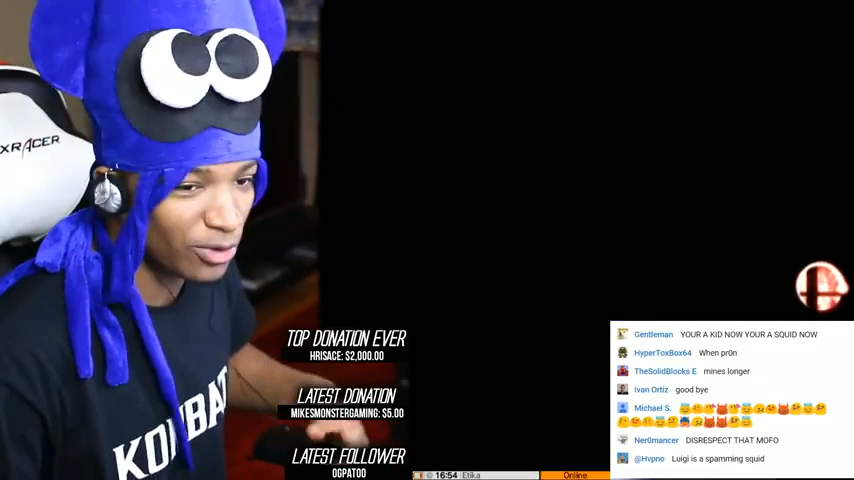 XRACER
KOMBAT
TOP DONATION EVER
HRISACE: $2,000.00
LATEST DONATION
MIKESMONSTERGAMING: $5.00
LATEST FOLLOWER
OGPATOO
© 16:54 Etika
Online
Gentleman YOUR A KID NOW YOUR A SQUID NOW
HyperToxBox64 When pr0n
TheSolidBlocks E mines longer
Ivan Ortiz good bye
Michael S.
Ner0mancer DISRESPECT THAT MOFO
@Hvpno Luigi is a spamming squid